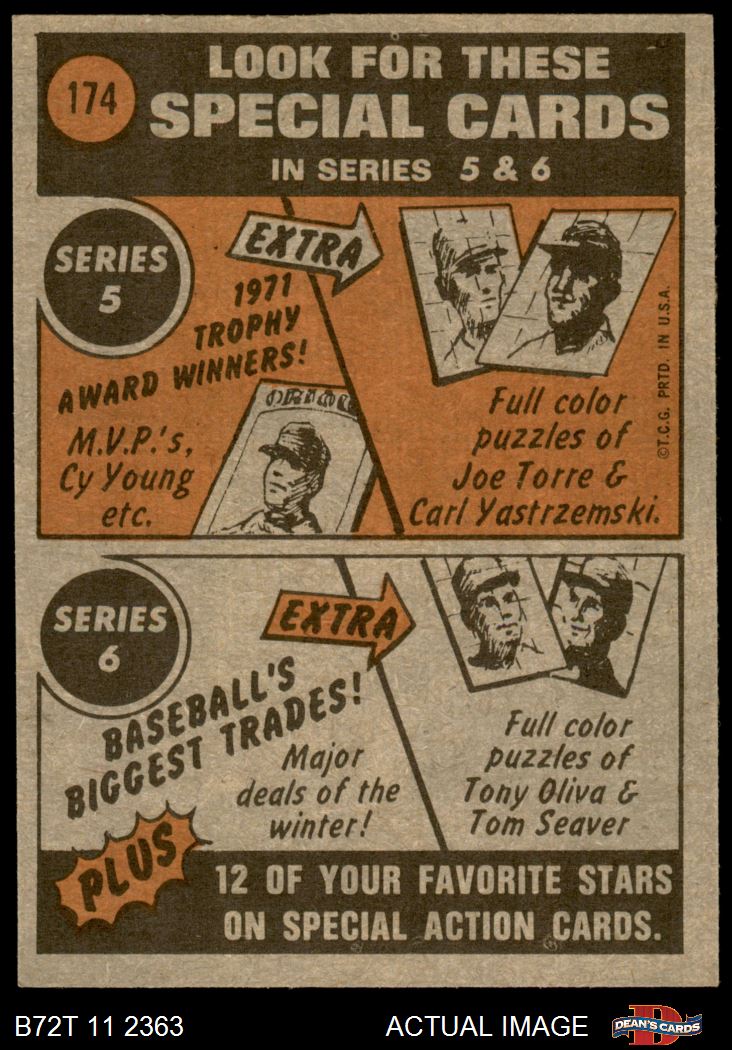 174
LOOK FOR THESE
SPECIAL CARDS
IN SERIES 5 & 6
SERIES
5
EXTRA
1971
TROPHY
AWARD WINNERS!
M.V.P.'s,
Cy Young
etc.
Full color
puzzles of
Joe Torre &
Carl Yastrzemski.
©T.C.G. PRTD. IN U.S.A.
SERIES
6
EXTRA
BASEBALL'S
BIGGEST TRADES!
Major
deals of the
winter!
Full color
puzzles of
Tony Oliva &
Tom Seaver
PLUS
12 OF YOUR FAVORITE STARS
ON SPECIAL ACTION CARDS.
B72T 11 2363
ACTUAL IMAGE
D
DEAN'S CARDS